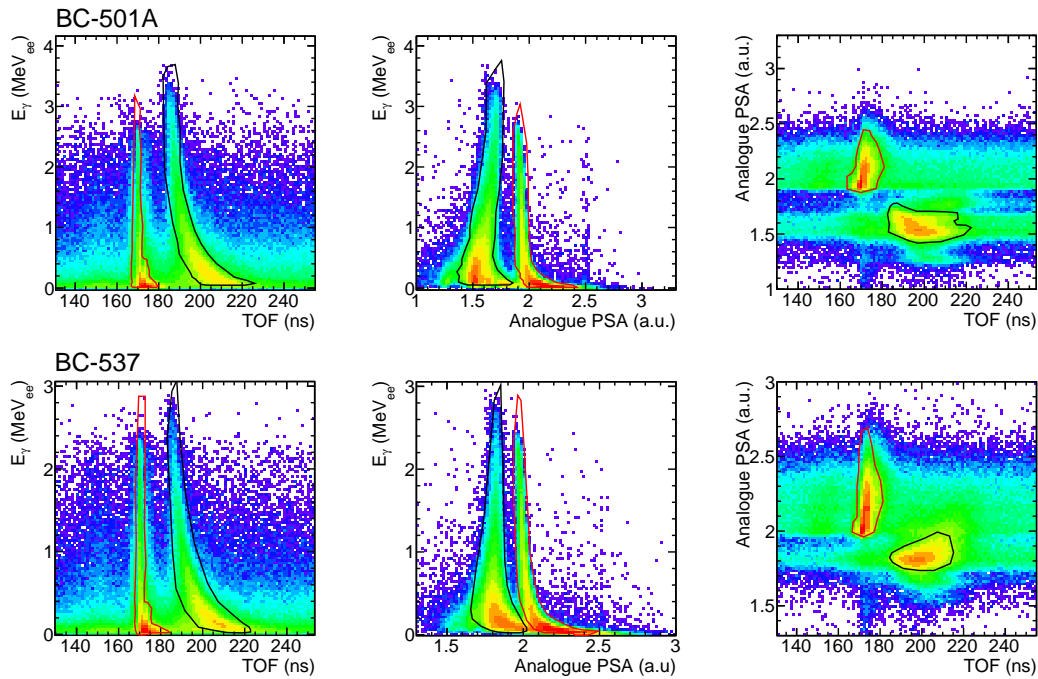 BC-501A
E_γ (MeV_ee)
4
3
2
1
0
140 160 180 200 220 240
TOF (ns)
E_γ (MeV_ee)
4
3
2
1
0
1 1.5 2 2.5 3
Analogue PSA (a.u.)
Analogue PSA (a.u.)
3
2.5
2
1.5
1
130 140 160 180 200 220 240
TOF (ns)
BC-537
E_γ (MeV_ee)
3
2
1
0
140 160 180 200 220 240
TOF (ns)
E_γ (MeV_ee)
3
2
1
0
1.5 2 2.5 3
Analogue PSA (a.u)
Analogue PSA (a.u.)
3
2.5
2
1.5
130 140 160 180 200 220 240
TOF (ns)